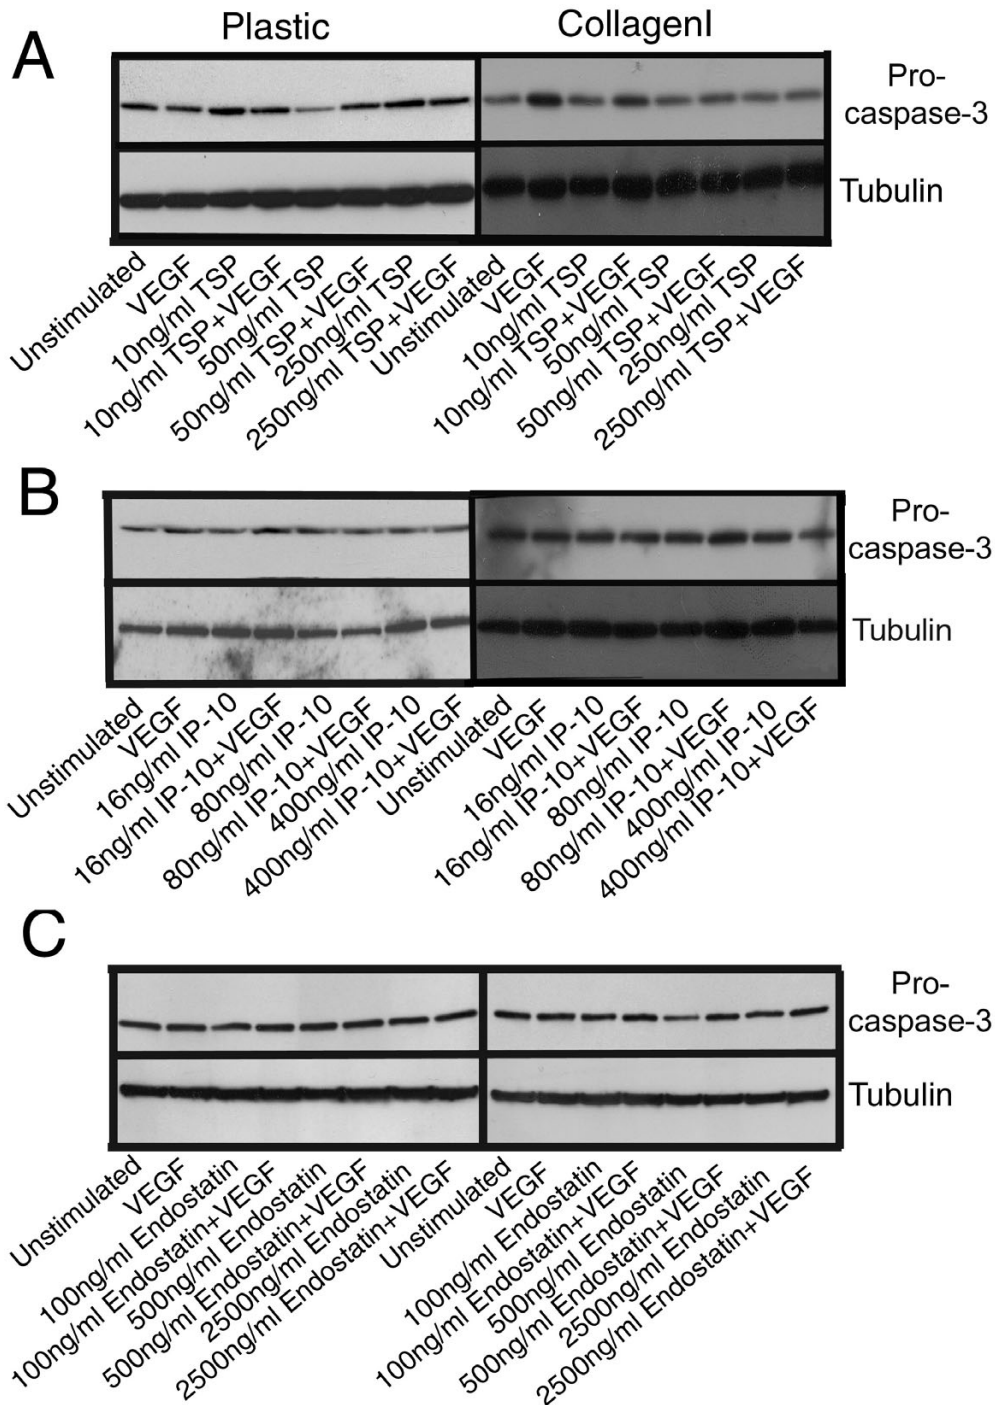 A
Plastic
CollagenI
Pro-
caspase-3
Tubulin
Unstimulated
VEGF
10ng/ml TSP
10ng/ml TSP+VEGF
50ng/ml TSP
50ng/ml TSP+VEGF
250ng/ml TSP
250ng/ml TSP+VEGF
Unstimulated
VEGF
10ng/ml TSP
10ng/ml TSP+VEGF
50ng/ml TSP
50ng/ml TSP+VEGF
250ng/ml TSP
250ng/ml TSP+VEGF
B
Pro-
caspase-3
Tubulin
Unstimulated
VEGF
16ng/ml IP-10
16ng/ml IP-10+VEGF
80ng/ml IP-10
80ng/ml IP-10+VEGF
400ng/ml IP-10
400ng/ml IP-10+VEGF
Unstimulated
VEGF
16ng/ml IP-10
16ng/ml IP-10+VEGF
80ng/ml IP-10
80ng/ml IP-10+VEGF
400ng/ml IP-10
400ng/ml IP-10+VEGF
C
Pro-
caspase-3
Tubulin
Unstimulated
VEGF
100ng/ml Endostatin
100ng/ml Endostatin+VEGF
500ng/ml Endostatin
500ng/ml Endostatin+VEGF
2500ng/ml Endostatin
2500ng/ml Endostatin+VEGF
Unstimulated
VEGF
100ng/ml Endostatin
100ng/ml Endostatin+VEGF
500ng/ml Endostatin
500ng/ml Endostatin+VEGF
2500ng/ml Endostatin
2500ng/ml Endostatin+VEGF